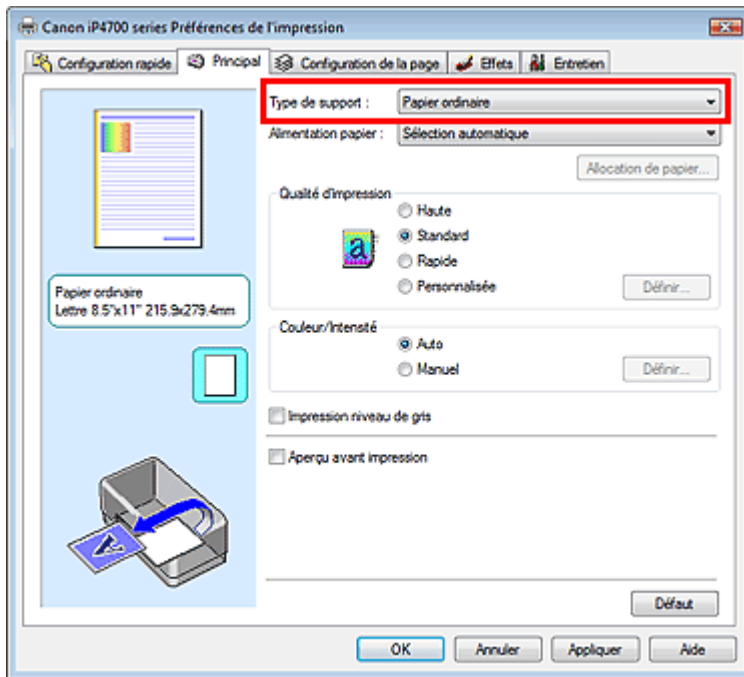 Canon iP4700 series Préférences de l'impression
Configuration rapide Principal Configuration de la page Effets Entretien
Type de support : Papier ordinaire
Alimentation papier : Sélection automatique
Allocation de papier...
Qualité d'impression
Haute
Standard
Rapide
Personnalisée Définir...
Papier ordinaire
Lettre 8.5"x11" 215.9x279.4mm
Couleur/Intensité
Auto
Manuel Définir...
Impression niveau de gris
Aperçu avant impression
Défaut
OK Annuler Appliquer Aide